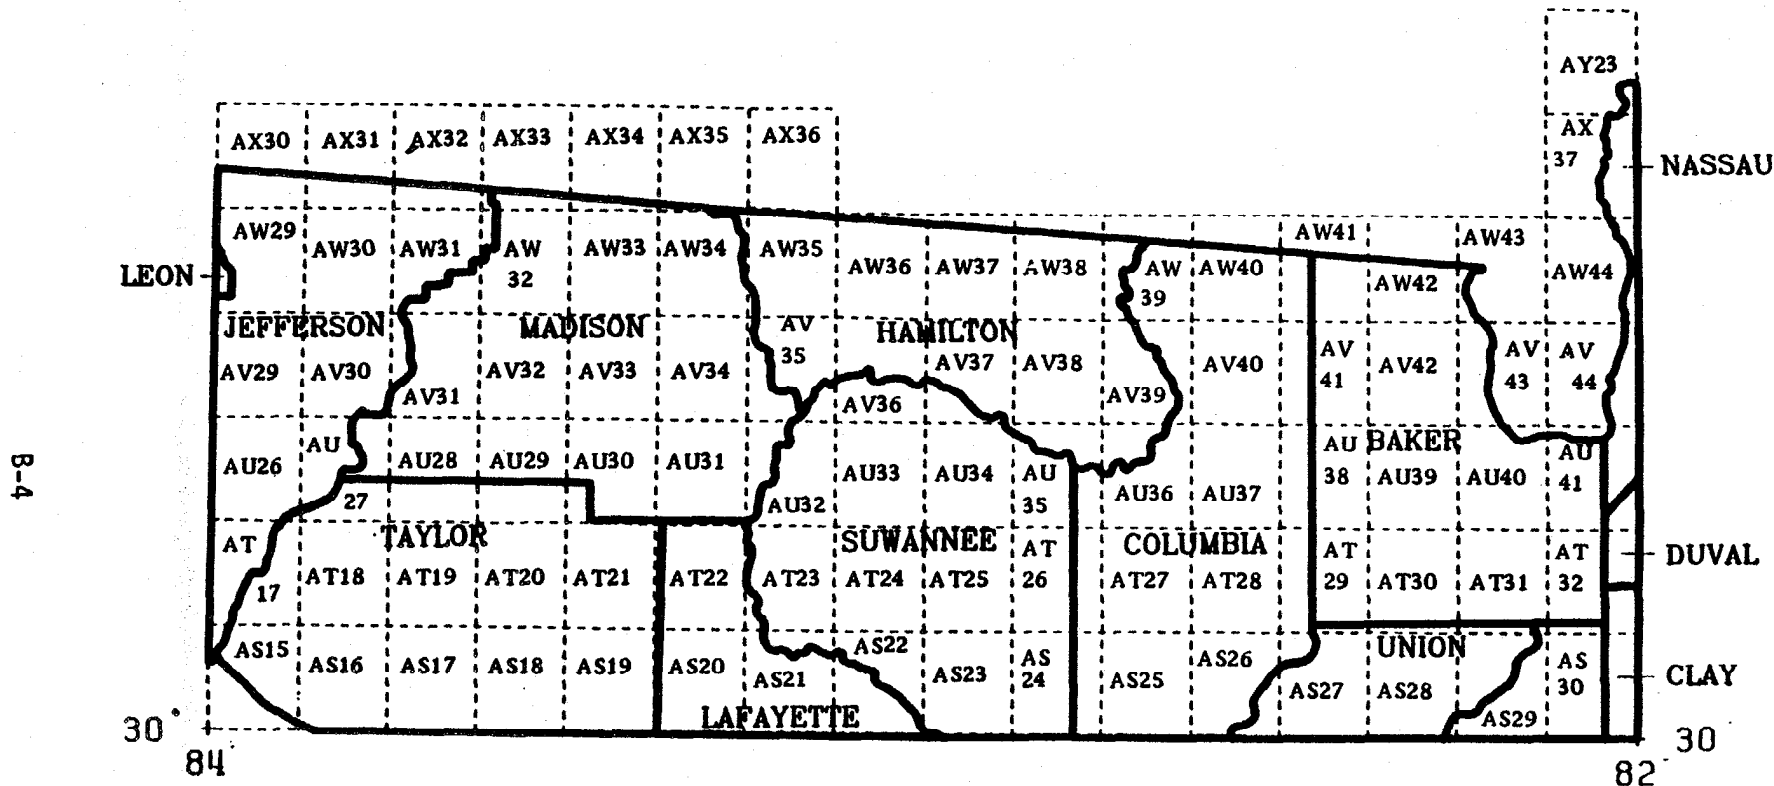 AY23
AX30 AX31 AX32 AX33 AX34 AX35 AX36 AX
37 NASSAU
AW29 AW30 AW31 AW
32 AW33 AW34 AW35 AW36 AW37 AW38 AW
39 AW40 AW41 AW42 AW43 AW44
LEON
JEFFERSON MADISON HAMILTON
AV29 AV30 AV31 AV32 AV33 AV34 AV
35 AV36 AV37 AV38 AV39 AV40 AV
41 AV42 AV
43 AV
44
BAKER
AU26 AU
27 AU28 AU29 AU30 AU31 AU32 AU33 AU34 AU
35 AU36 AU37 AU
38 AU39 AU40 AU
41
TAYLOR SUWANNEE COLUMBIA
AT
17 AT18 AT19 AT20 AT21 AT22 AT23 AT24 AT25 AT
26 AT27 AT28 AT
29 AT30 AT31 AT
32 DUVAL
UNION
AS15 AS16 AS17 AS18 AS19 AS20 AS21 AS22 AS23 AS
24 AS25 AS26 AS27 AS28 AS29 AS
30 CLAY
LAFAYETTE
30° 30
84 82
B-4